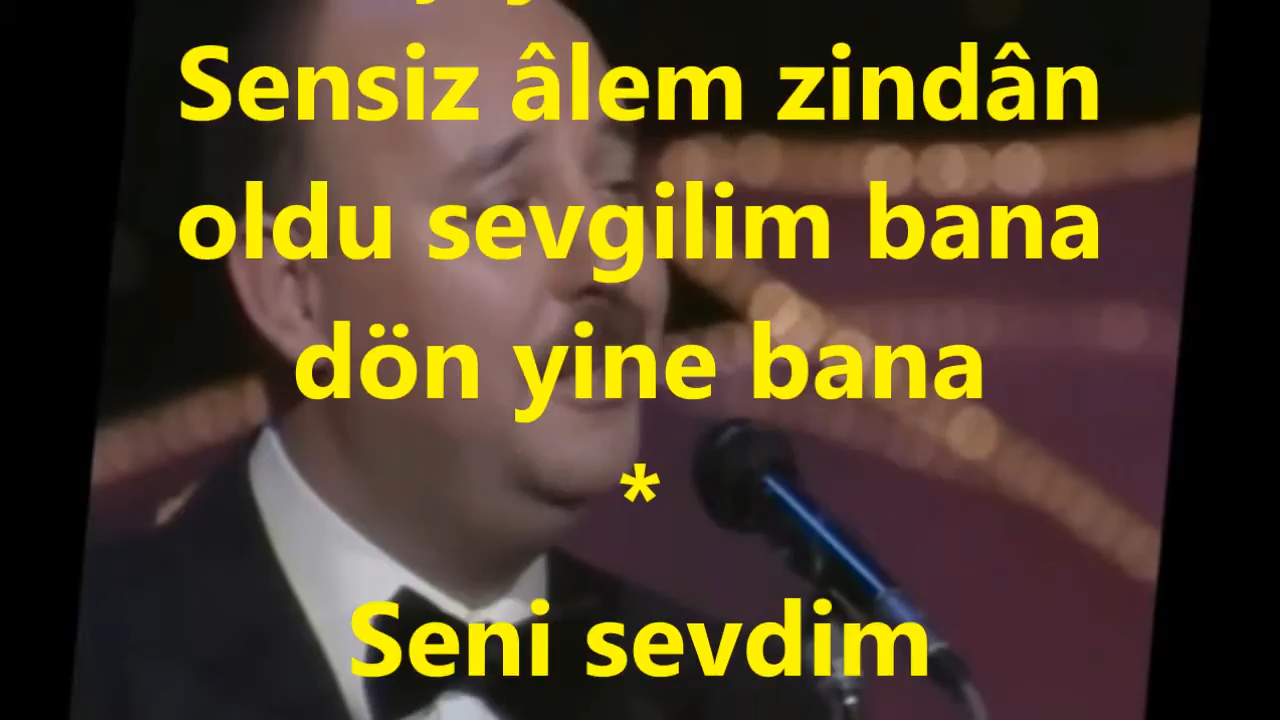 Sensiz âlem zindân
oldu sevgilim bana
dön yine bana
*
Seni sevdim